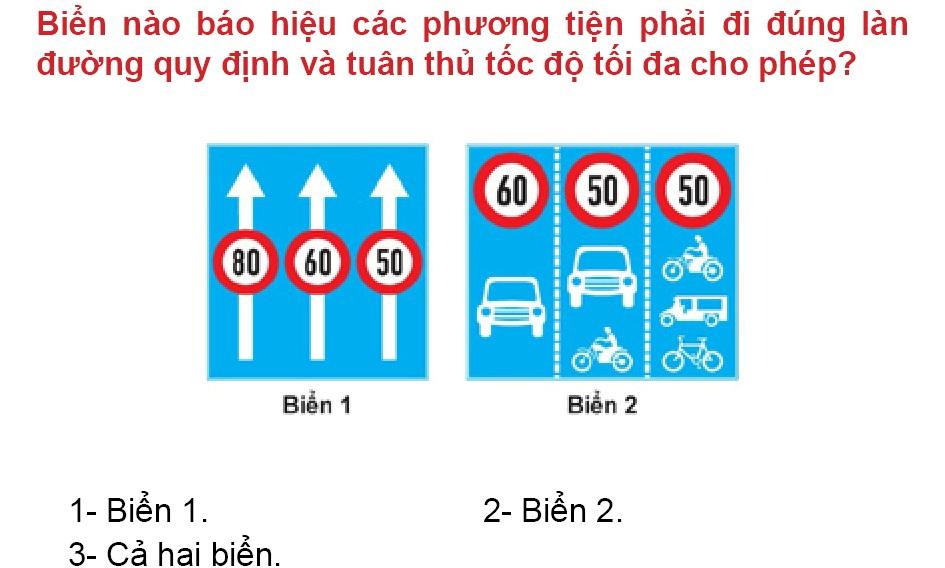 Biển nào báo hiệu các phương tiện phải đi đúng làn
đường quy định và tuân thủ tốc độ tối đa cho phép?
80 60 50
60 50 50
Biển 1
Biển 2
1- Biển 1.
2- Biển 2.
3- Cả hai biển.